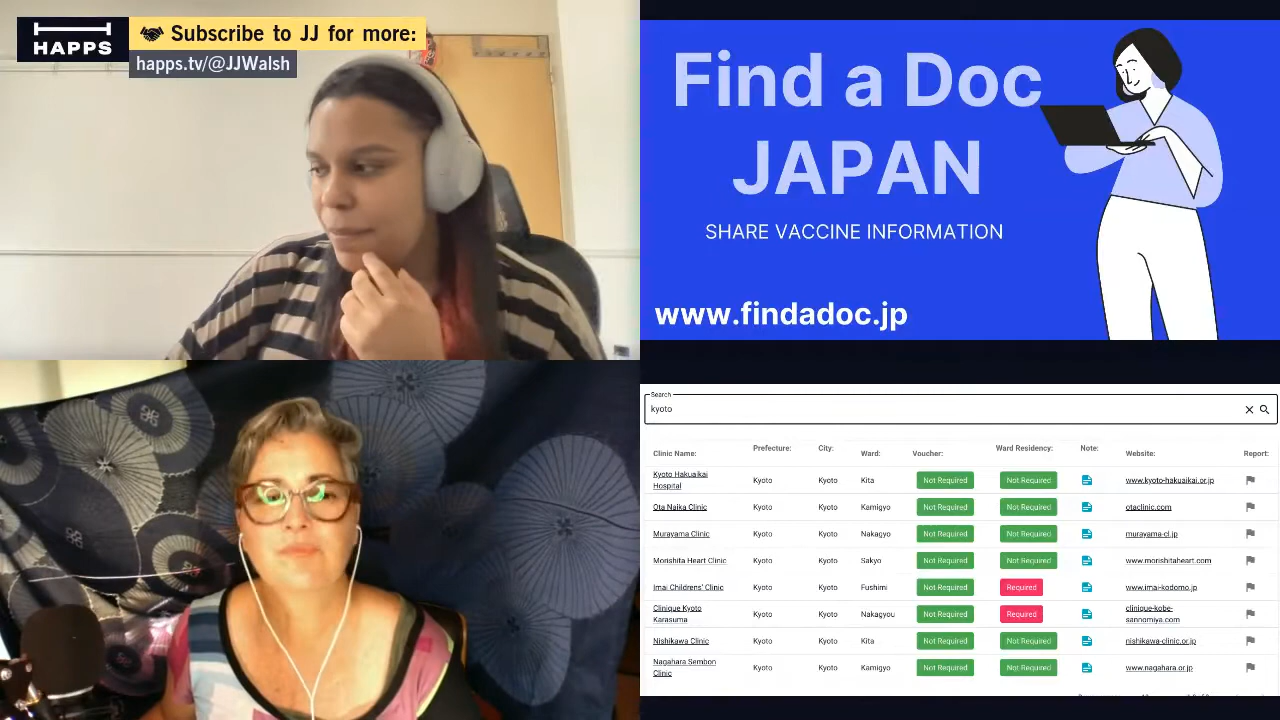 HAPPS
Subscribe to JJ for more:
happs.tv/@JJWalsh
Find a Doc
JAPAN
SHARE VACCINE INFORMATION
www.findadoc.jp
Search
kyoto
Clinic Name: Prefecture: City: Ward: Voucher: Ward Residency: Note: Website: Report:
Kyoto Hakuaikai
Hospital Kyoto Kyoto Kita Not Required Not Required www.kyoto-hakuaikai.or.jp
Ota Naika Clinic Kyoto Kyoto Kamigyo Not Required Not Required otaclinic.com
Murayama Clinic Kyoto Kyoto Nakagyo Not Required Not Required murayama-cl.jp
Morishita Heart Clinic Kyoto Kyoto Sakyo Not Required Not Required www.morishitaheart.com
Imai Childrens' Clinic Kyoto Kyoto Fushimi Not Required Required www.imai-kodomo.jp
Clinique Kyoto
Karasuma Kyoto Kyoto Nakagyou Not Required Required clinique-kobe-
sannomiya.com
Nishikawa Clinic Kyoto Kyoto Kita Not Required Not Required nishikawa-clinic.or.jp
Nagahara Sembon
Clinic Kyoto Kyoto Kamigyo Not Required Not Required www.nagahara.or.jp